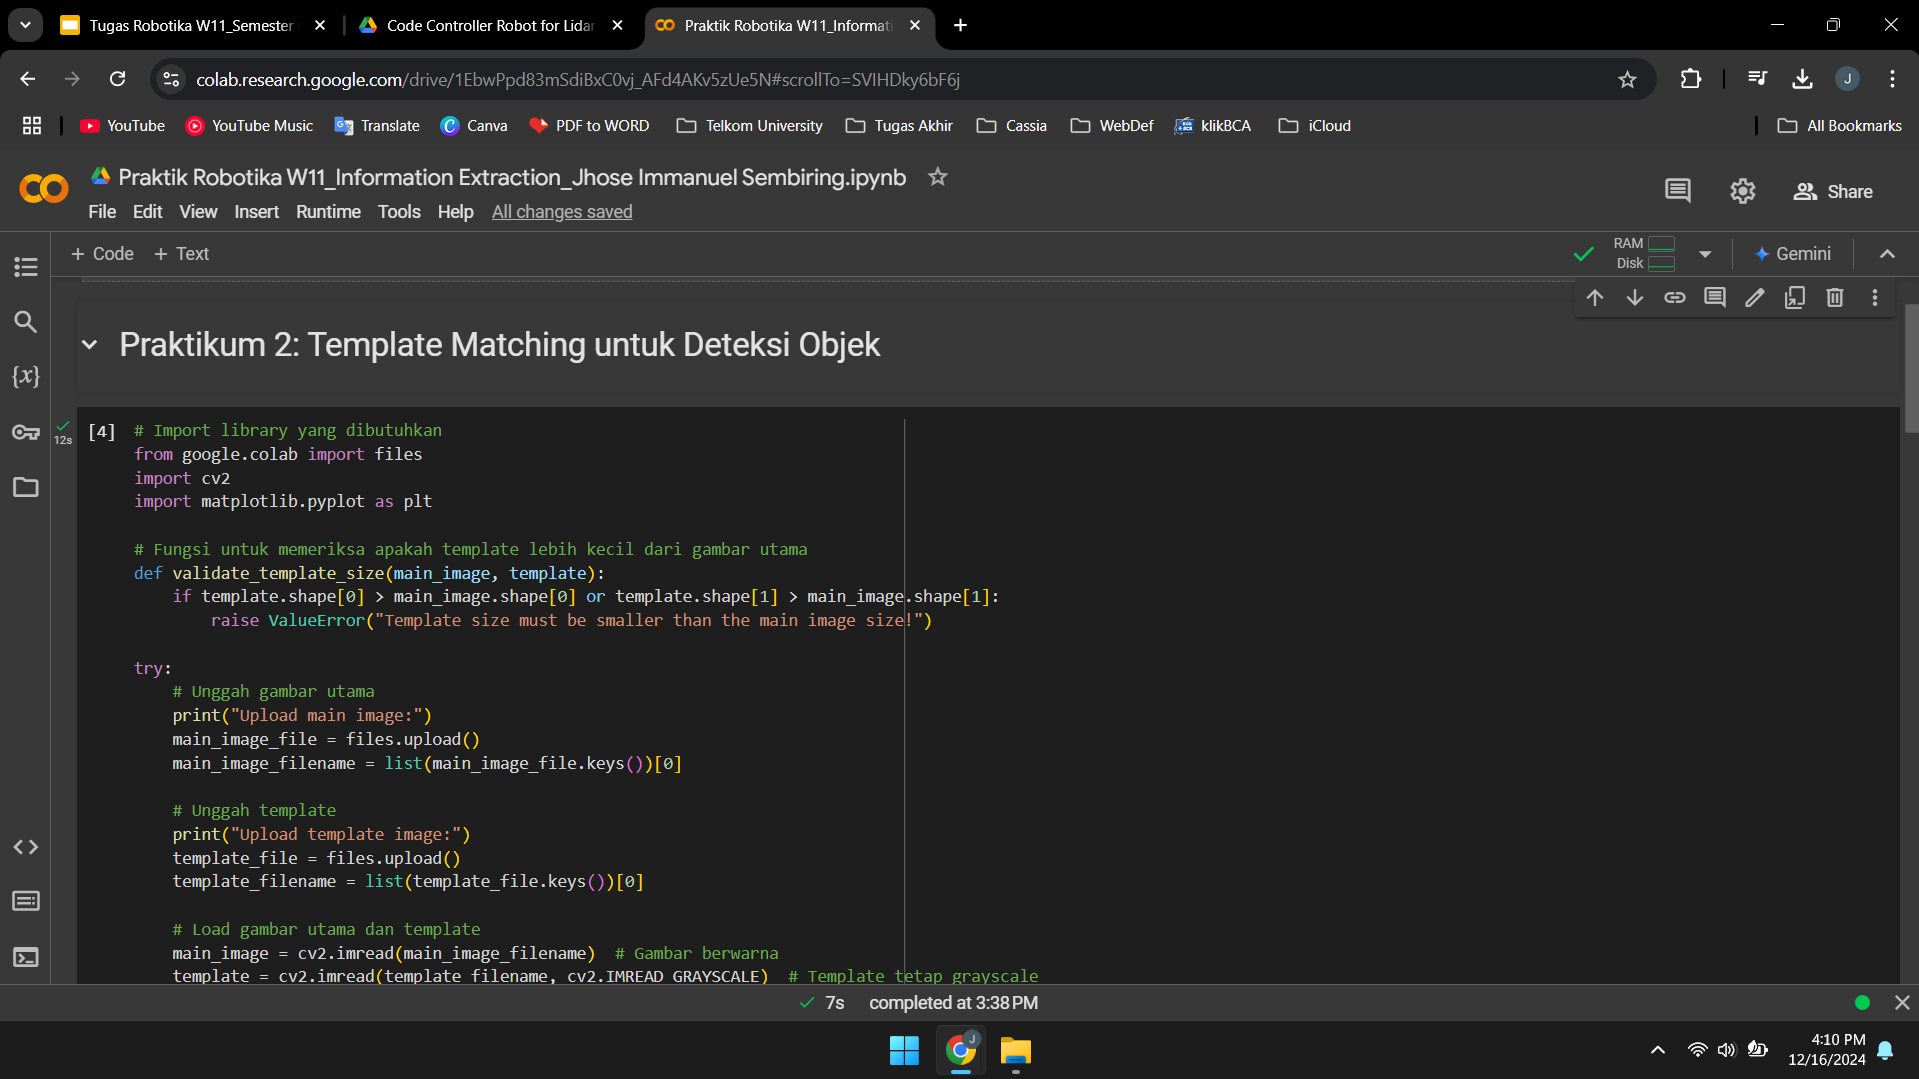 Tugas Robotika W11_Semester
Code Controller Robot for Lidar
Praktik Robotika W11_Informati
colab.research.google.com/drive/1EbwPpd83mSdiBxC0vj_AFd4AKv5zUe5N#scrollTo=SVIHDky6bF6j
J
YouTube
YouTube Music
Translate
Canva
PDF to WORD
Telkom University
Tugas Akhir
Cassia
WebDef
klikBCA
iCloud
All Bookmarks
Praktik Robotika W11_Information Extraction_Jhose Immanuel Sembiring.ipynb
File Edit View Insert Runtime Tools Help All changes saved
Share
+ Code + Text
RAM
Disk
Gemini
Praktikum 2: Template Matching untuk Deteksi Objek
12s
[4] # Import library yang dibutuhkan
from google.colab import files
import cv2
import matplotlib.pyplot as plt
# Fungsi untuk memeriksa apakah template lebih kecil dari gambar utama
def validate_template_size(main_image, template):
if template.shape[0] > main_image.shape[0] or template.shape[1] > main_image.shape[1]:
raise ValueError("Template size must be smaller than the main image size!")
try:
# Unggah gambar utama
print("Upload main image:")
main_image_file = files.upload()
main_image_filename = list(main_image_file.keys())[0]
# Unggah template
print("Upload template image:")
template_file = files.upload()
template_filename = list(template_file.keys())[0]
# Load gambar utama dan template
main_image = cv2.imread(main_image_filename) # Gambar berwarna
template = cv2.imread(template_filename, cv2.IMREAD_GRAYSCALE) # Template tetap grayscale
7s completed at 3:38 PM
J
4:10 PM
12/16/2024